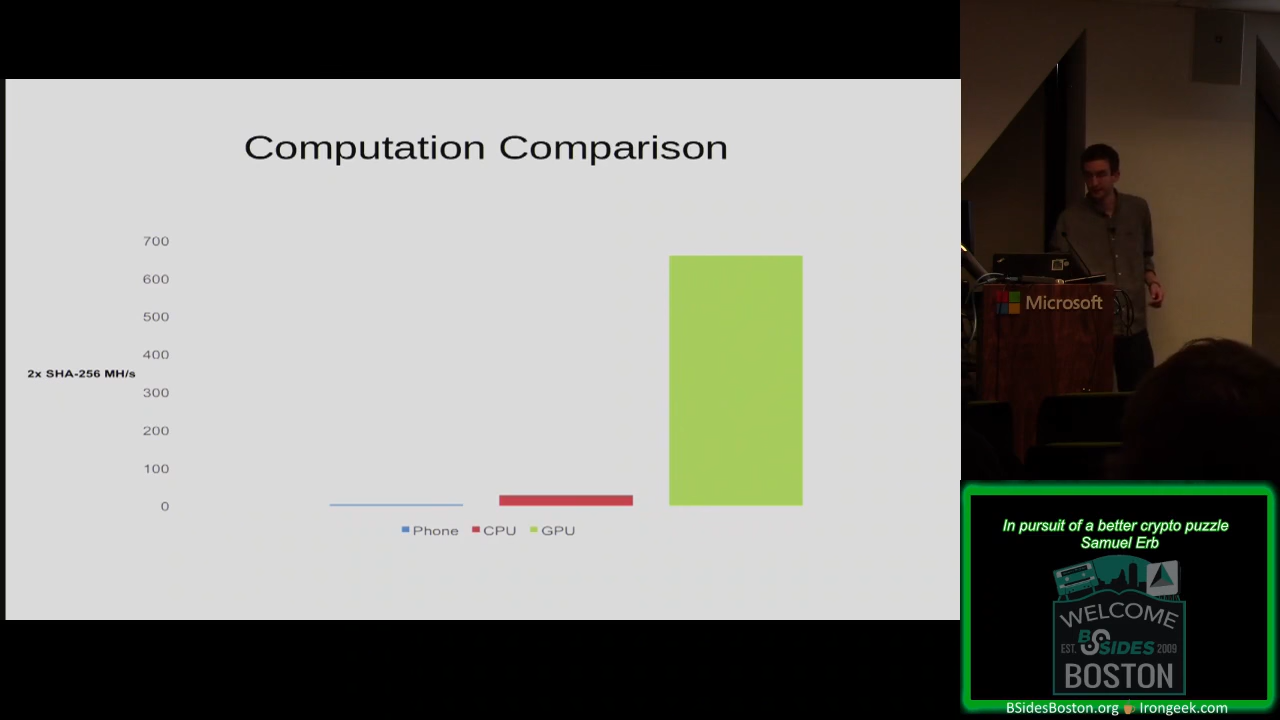 Computation Comparison
700
600
500
400
2x SHA-256 MH/s
300
200
100
0
Phone CPU GPU
Microsoft
In pursuit of a better crypto puzzle
Samuel Erb
WELCOME
EST. BSIDES 2009
BOSTON
BSidesBoston.org Irongeek.com